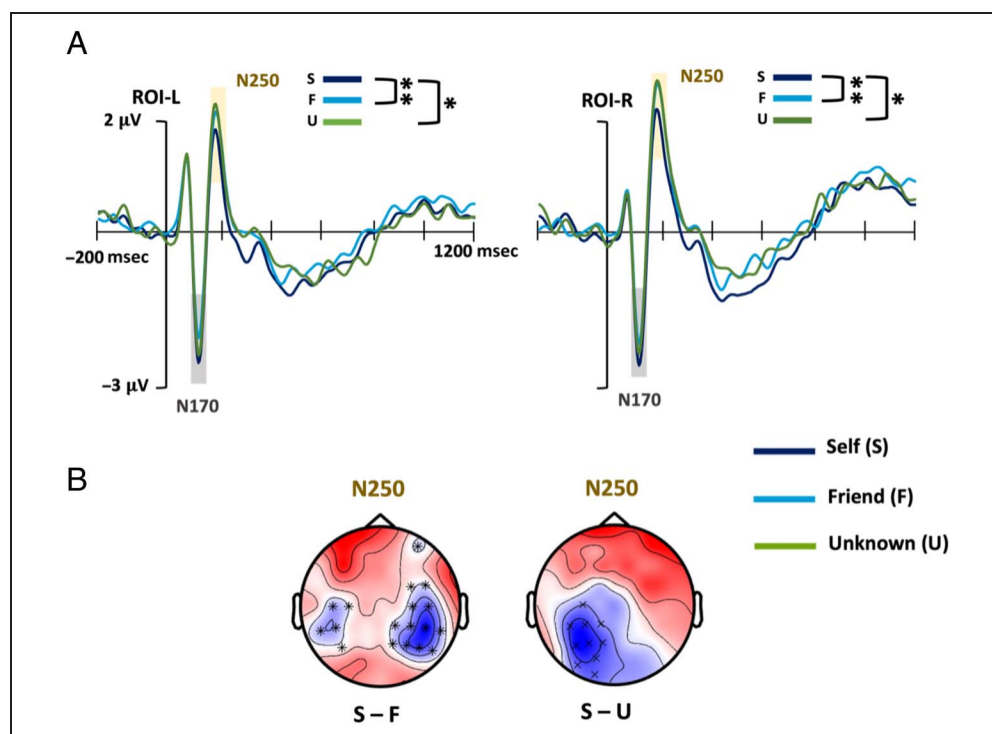 A
N250
N250
ROI-L
S
F
U
**
*
ROI-R
S
F
U
**
*
2 µV
−200 msec
1200 msec
−3 µV
N170
N170
B
N250
N250
Self (S)
Friend (F)
Unknown (U)
S – F
S – U